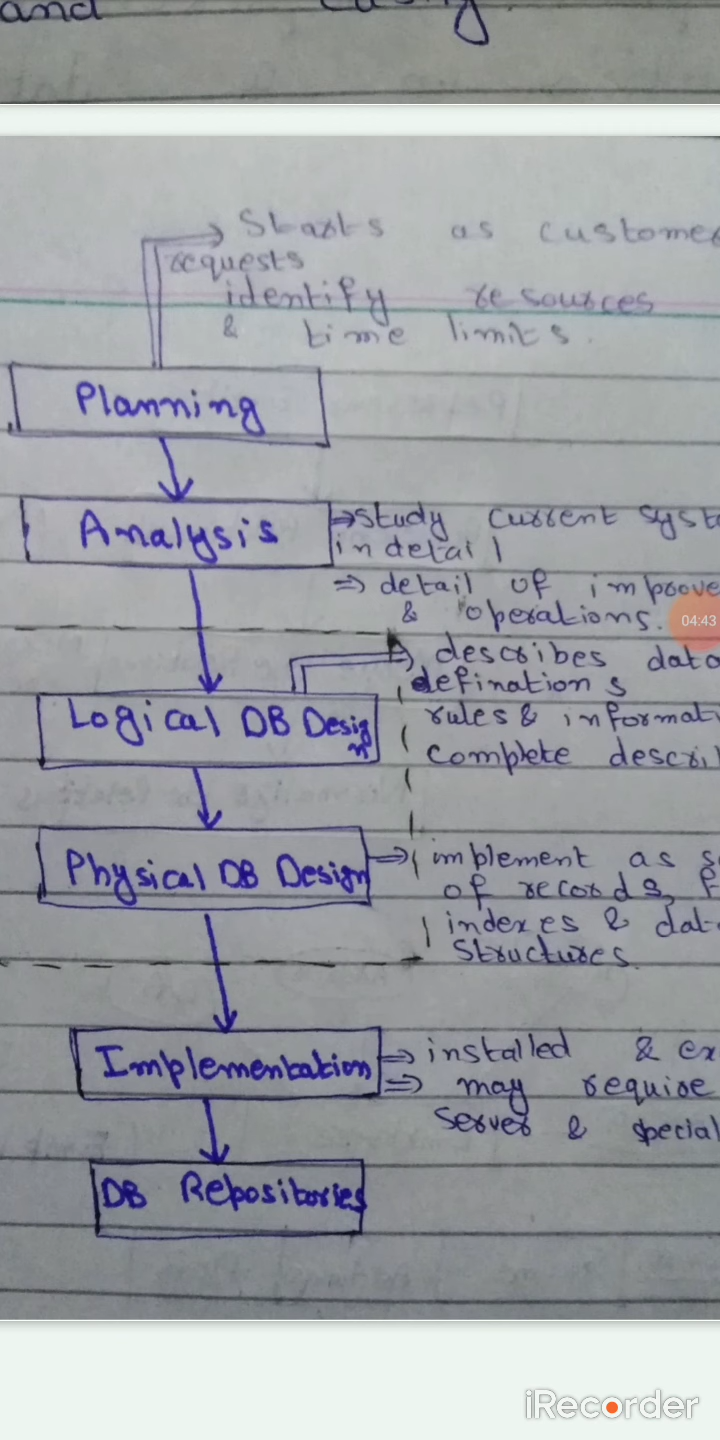 and
Starts as customer
requests
identify resources
& time limits.
Planning
Analysis
⇒study current syst
in detail
⇒ detail of improve
& operations.
04:43
describes data
definations
Logical DB Design
rules & informati
complete describ
Physical DB Design
⇒ implement as s
of records, f
indexes & dat
structures.
Implementation
⇒ installed & ex
⇒ may require
Server & special
DB Repositories
iRecorder